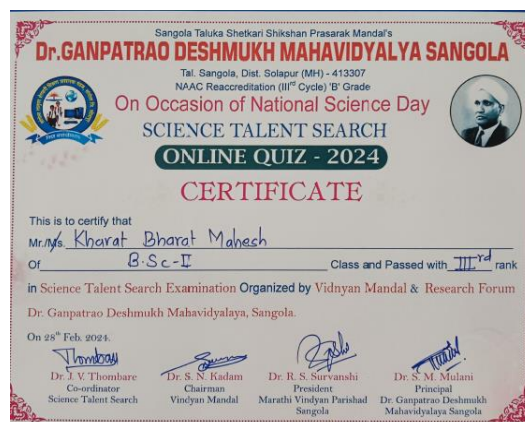 Sangola Taluka Shetkari Shikshan Prasarak Mandal's
Dr.GANPATRAO DESHMUKH MAHAVIDYALYA SANGOLA
Tal. Sangola, Dist. Solapur (MH) - 413307
NAAC Reaccreditation (IIIrd Cycle) 'B' Grade
On Occasion of National Science Day
SCIENCE TALENT SEARCH
ONLINE QUIZ - 2024
CERTIFICATE
This is to certify that
Mr./Ms. Kharat Bharat Mahesh
Of B.Sc-II Class and Passed with IIIrd rank
in Science Talent Search Examination Organized by Vidnyan Mandal & Research Forum
Dr. Ganpatrao Deshmukh Mahavidyalaya, Sangola.
On 28th Feb. 2024.
Dr. J. V. Thombare Dr. S. N. Kadam Dr. R. S. Survanshi Dr. S. M. Mulani
Co-ordinator Chairman President Principal
Science Talent Search Vindyan Mandal Marathi Vindyan Parishad Dr. Ganpatrao Deshmukh
Sangola Mahavidyalaya Sangola